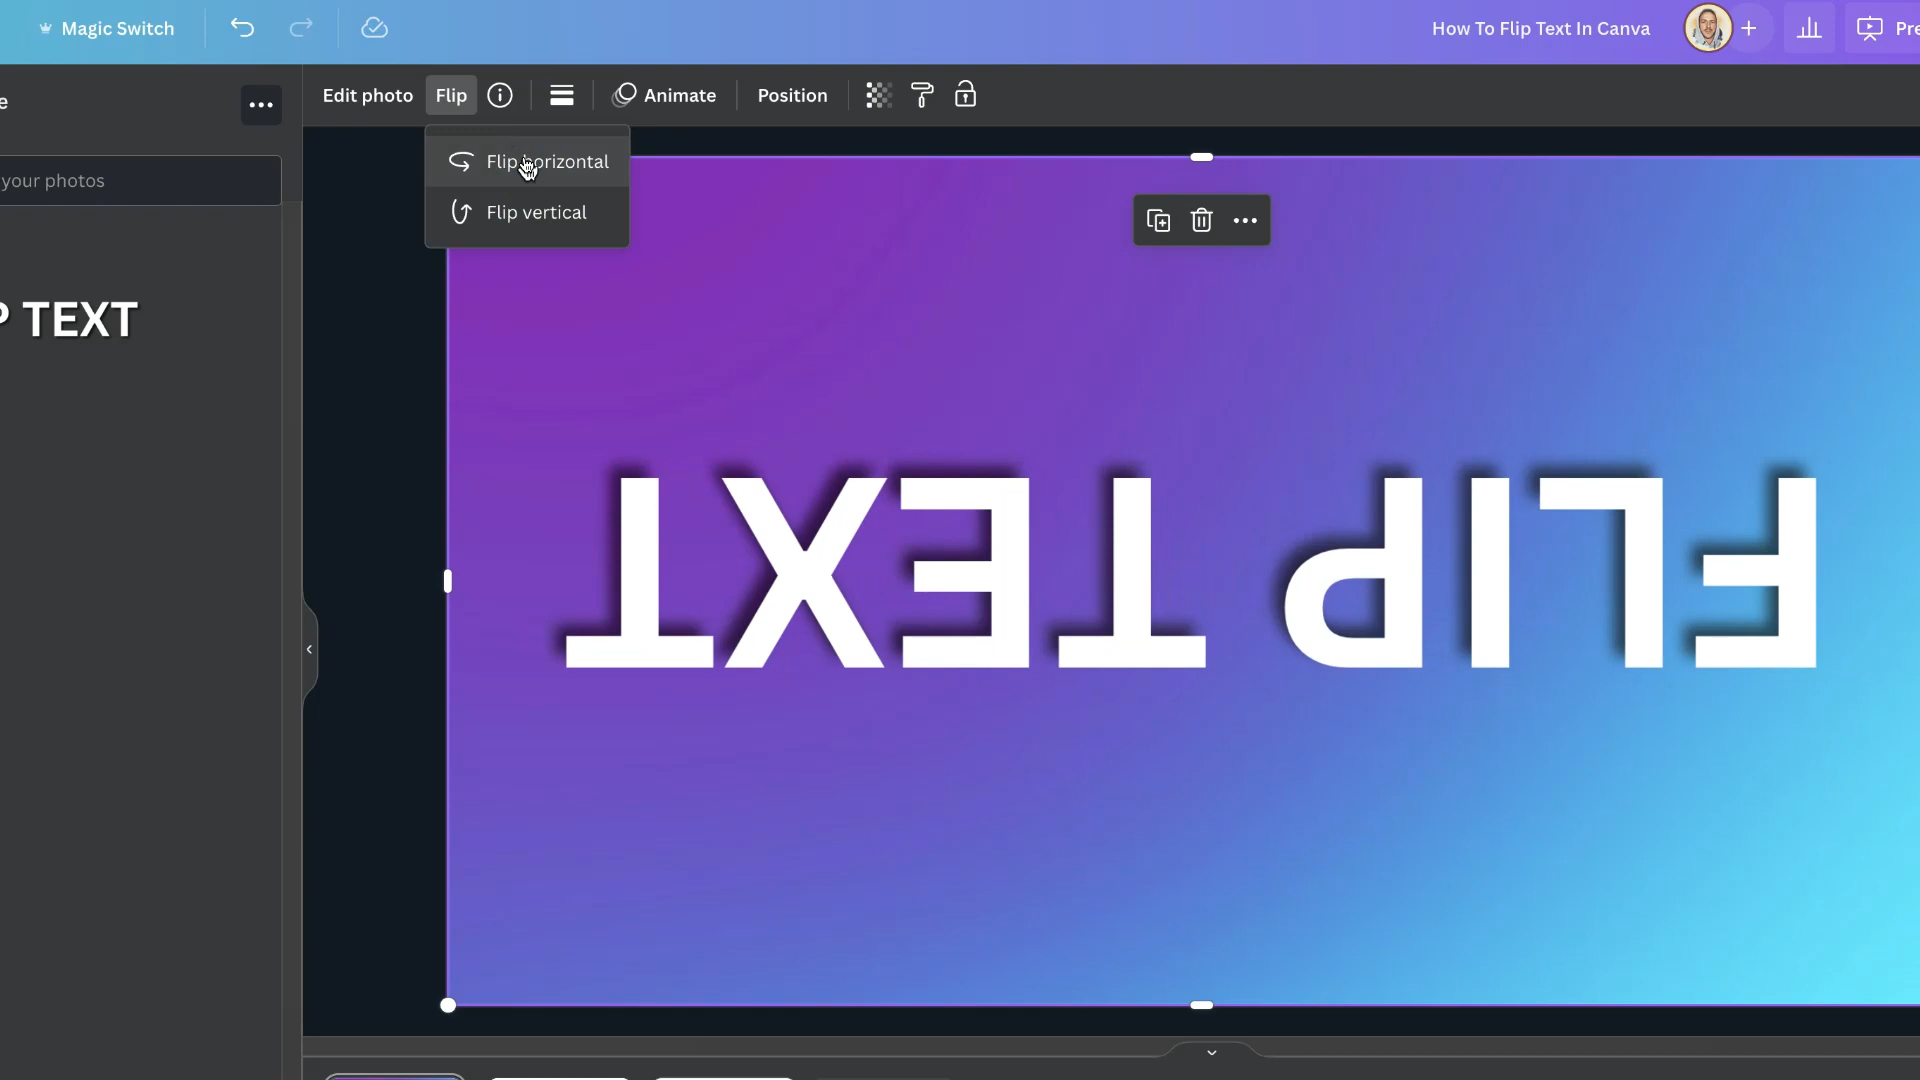 Magic Switch
How To Flip Text In Canva
Pre
e
Edit photo
Flip
Animate
Position
Flip horizontal
Flip vertical
your photos
P TEXT
FLIP TEXT